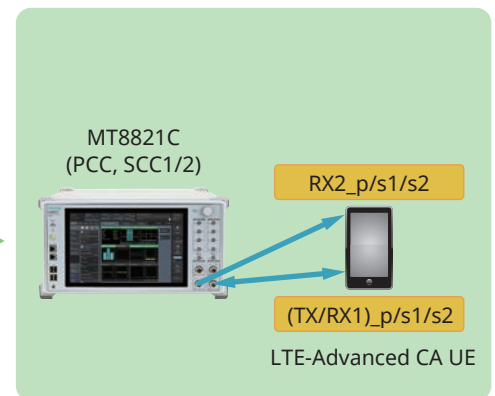 MT8821C
(PCC, SCC1/2)
RX2_p/s1/s2
(TX/RX1)_p/s1/s2
LTE-Advanced CA UE